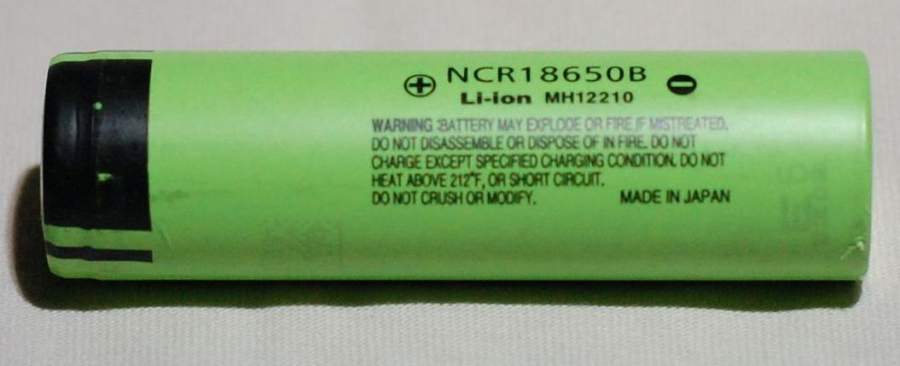 ⊕ NCR18650B ⊖
Li-ion MH12210
WARNING :BATTERY MAY EXPLODE OR FIRE IF MISTREATED.
DO NOT DISASSEMBLE OR DISPOSE OF IN FIRE. DO NOT
CHARGE EXCEPT SPECIFIED CHARGING CONDITION. DO NOT
HEAT ABOVE 212°F, OR SHORT CIRCUIT.
DO NOT CRUSH OR MODIFY. MADE IN JAPAN